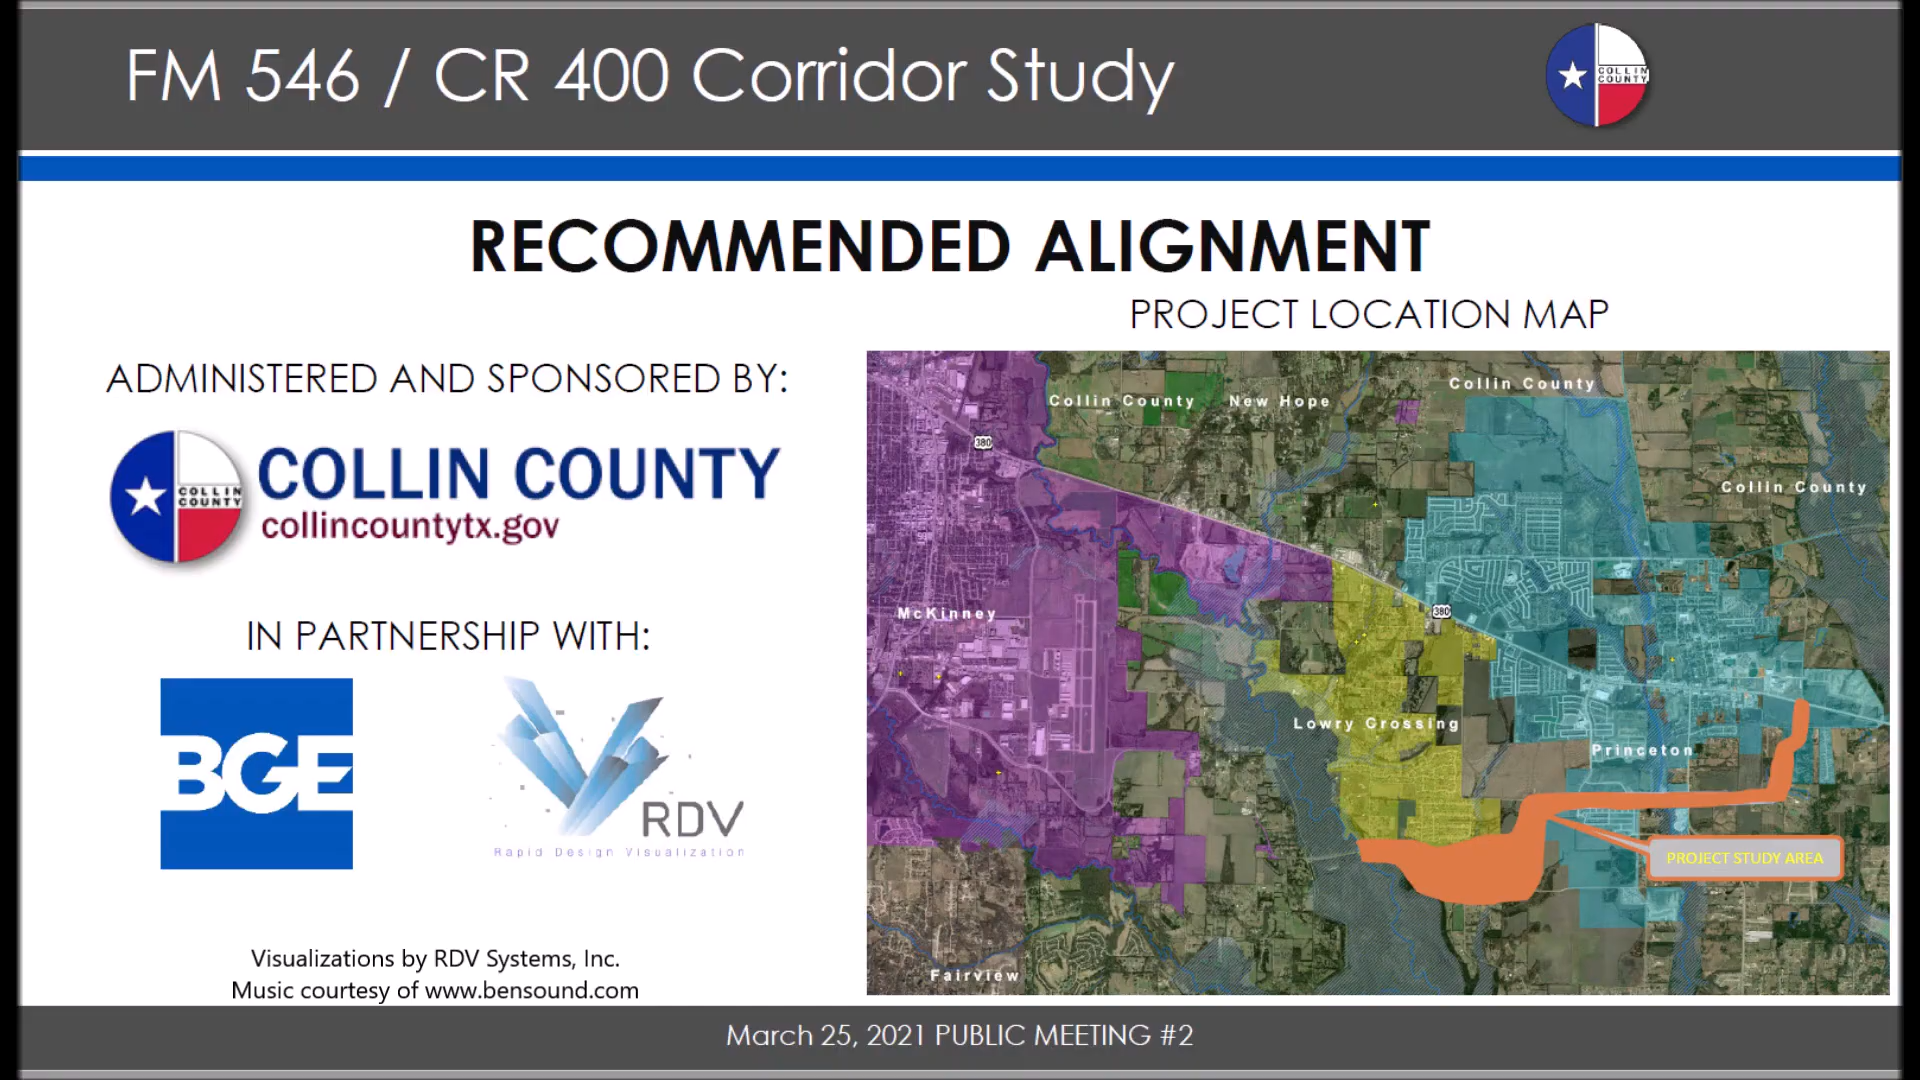 FM 546 / CR 400 Corridor Study
COLLIN
COUNTY
RECOMMENDED ALIGNMENT
PROJECT LOCATION MAP
ADMINISTERED AND SPONSORED BY:
COLLIN
COUNTY
COLLIN COUNTY
collincountytx.gov
IN PARTNERSHIP WITH:
BGE
RDV
Rapid Design Visualization
Visualizations by RDV Systems, Inc.
Music courtesy of www.bensound.com
Collin County
Collin County
New Hope
380
Collin County
McKinney
380
Lowry Crossing
Princeton
PROJECT STUDY AREA
Fairview
March 25, 2021 PUBLIC MEETING #2